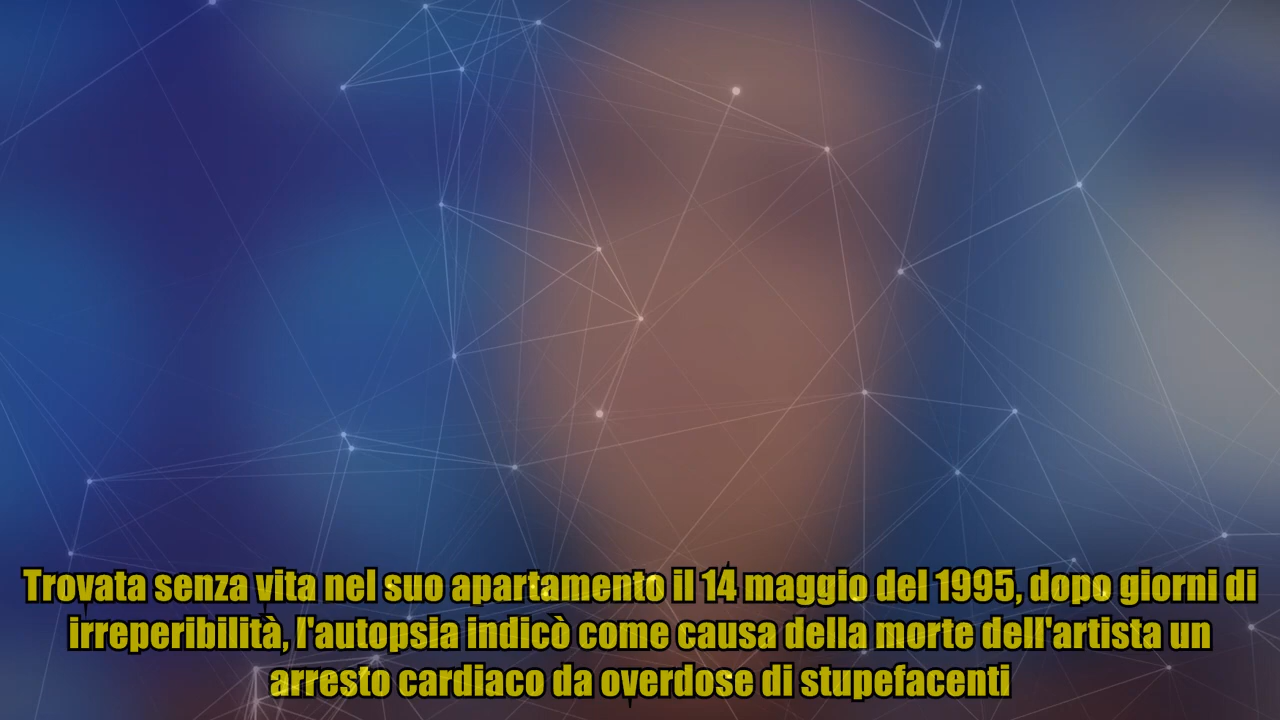 Trovata senza vita nel suo apartamento il 14 maggio del 1995, dopo giorni di
irreperibilità, l'autopsia indicò come causa della morte dell'artista un
arresto cardiaco da overdose di stupefacenti